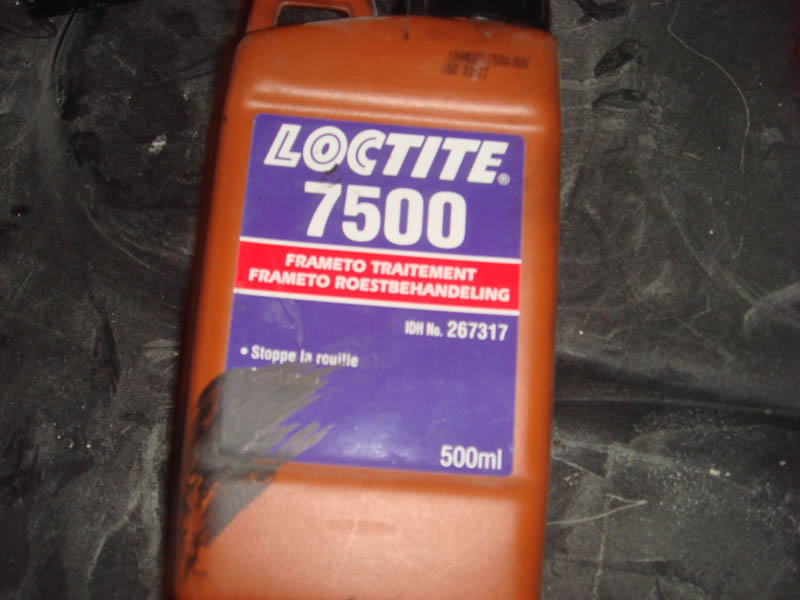 LOCTITE®
7500
FRAMETO TRAITEMENT
FRAMETO ROESTBEHANDELING
IDH No. 267317
• Stoppe la rouille
500ml